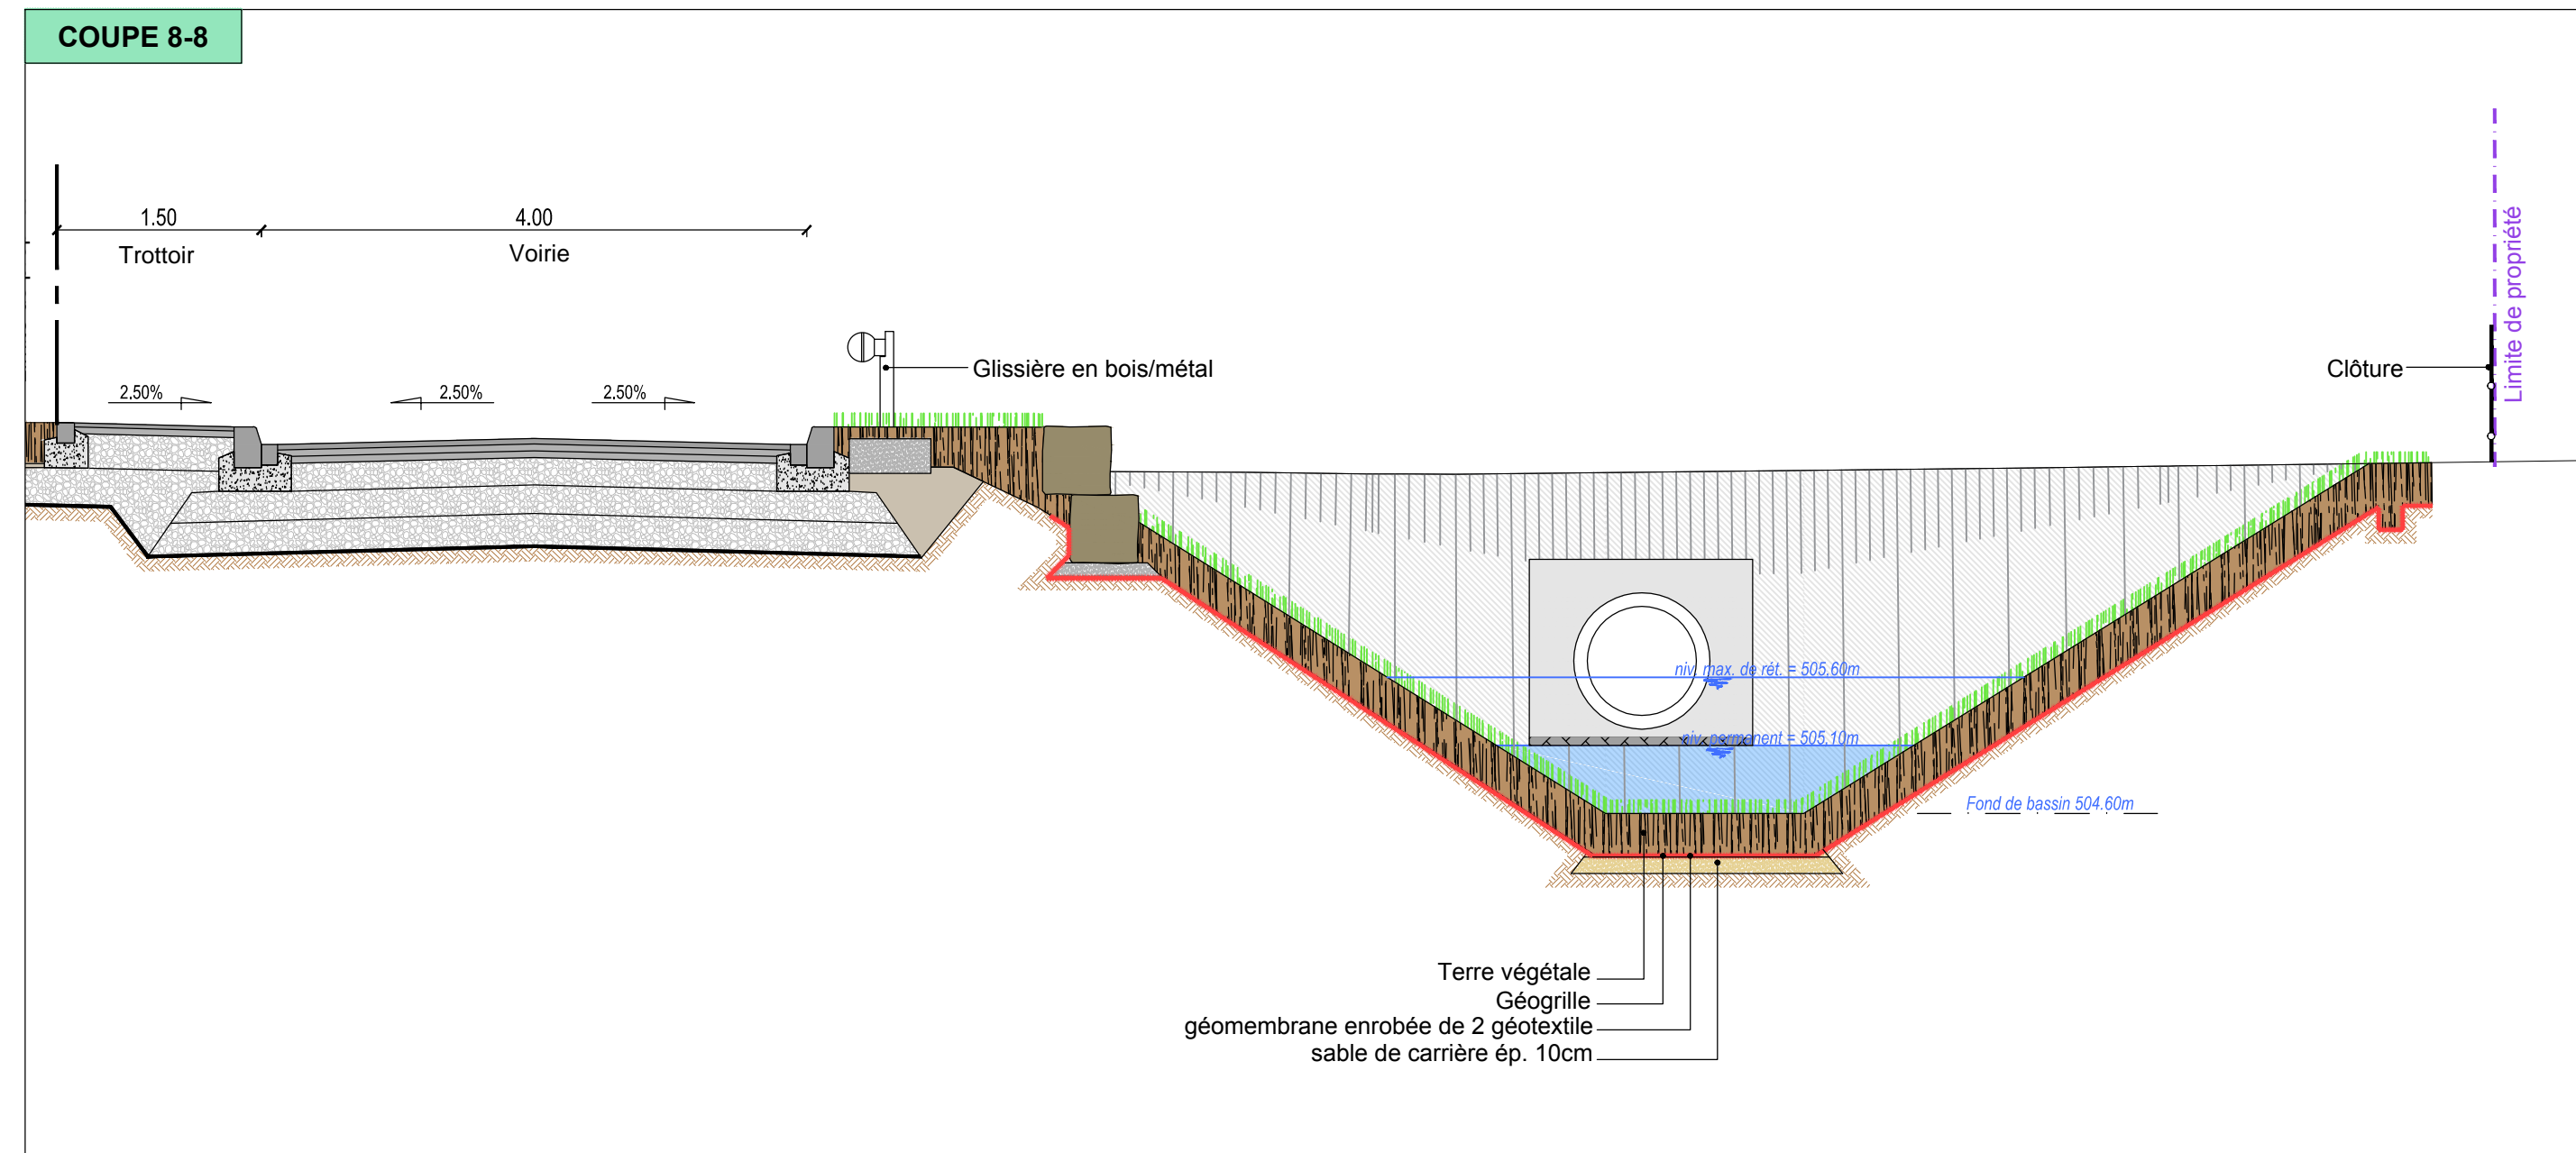 COUPE 8-8
1.50
4.00
Trottoir
Voirie
Limite de propriété
Glissière en bois/métal
Clôture
2.50%
2.50%
2.50%
niv. max. de rét. = 505.60m
niv. permanent = 505.10m
Fond de bassin 504.60m
Terre végétale
Géogrille
géomembrane enrobée de 2 géotextile
sable de carrière ép. 10cm